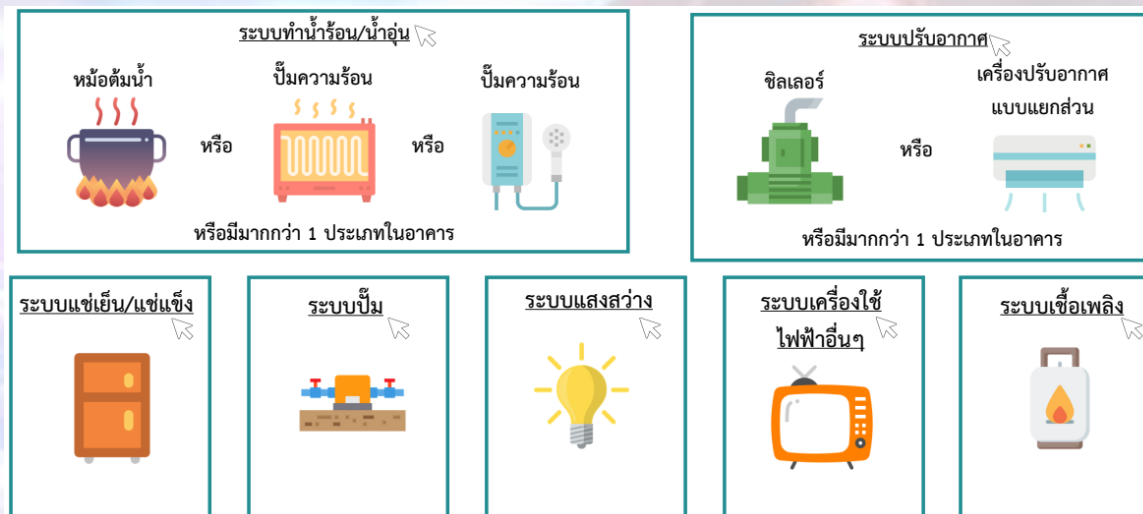 ระบบทำน้ำร้อน/น้ำอุ่น
หม้อต้มน้ำ
หรือ
ปั๊มความร้อน
หรือ
ปั๊มความร้อน
หรือมีมากกว่า 1 ประเภทในอาคาร
ระบบปรับอากาศ
ชิลเลอร์
หรือ
เครื่องปรับอากาศ
แบบแยกส่วน
หรือมีมากกว่า 1 ประเภทในอาคาร
ระบบแช่เย็น/แช่แข็ง
ระบบปั๊ม
ระบบแสงสว่าง
ระบบเครื่องใช้
ไฟฟ้าอื่นๆ
ระบบเชื้อเพลิง